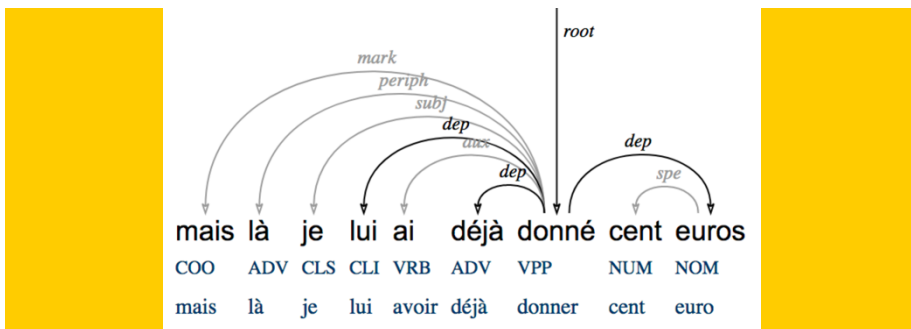 root
mark
periph
subj
dep
aux
dep
dep
spe
mais là je lui ai déjà donné cent euros
COO ADV CLS CLI VRB ADV VPP NUM NOM
mais là je lui avoir déjà donner cent euro